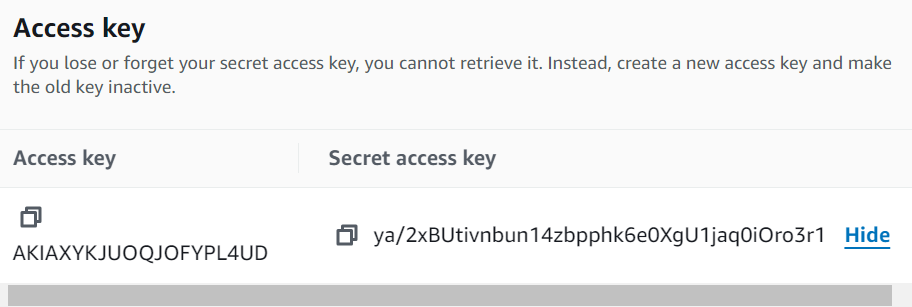 Access key
If you lose or forget your secret access key, you cannot retrieve it. Instead, create a new access key and make
the old key inactive.
Access key
Secret access key
AKIAXYKJUOQJOFYPL4UD
ya/2xBUtivnbun14zbpphk6e0XgU1jaq0iOro3r1
Hide